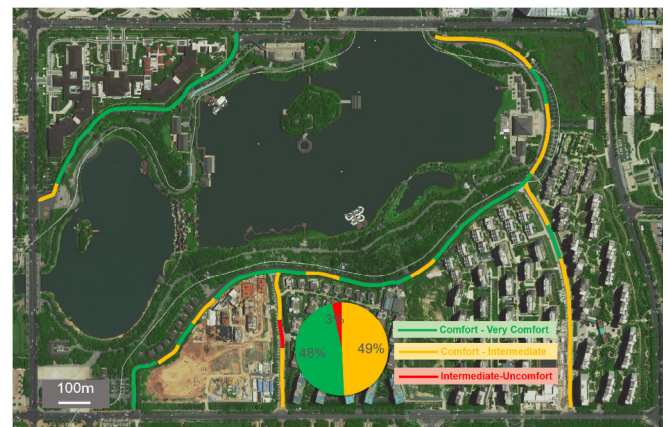 3%
48%
49%
Comfort - Very Comfort
Comfort - Intermediate
Intermediate-Uncomfort
100m